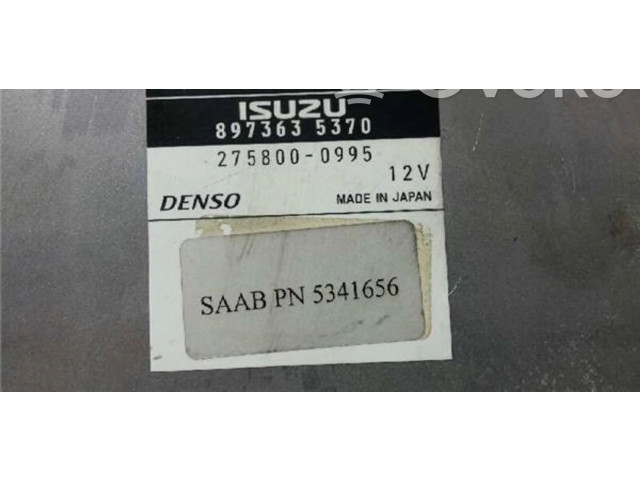 ISUZU
897363 5370
275800-0995
12V
DENSO MADE IN JAPAN
SAAB PN 5341656